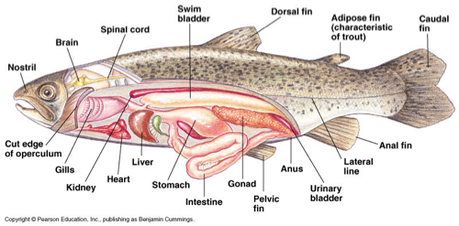 Swim
bladder
Dorsal fin
Adipose fin
(characteristic
of trout)
Caudal
fin
Spinal cord
Brain
Nostril
Cut edge
of operculum
Gills
Kidney
Heart
Liver
Stomach
Intestine
Gonad
Pelvic
fin
Anus
Urinary
bladder
Lateral
line
Anal fin
Copyright © Pearson Education, Inc., publishing as Benjamin Cummings.